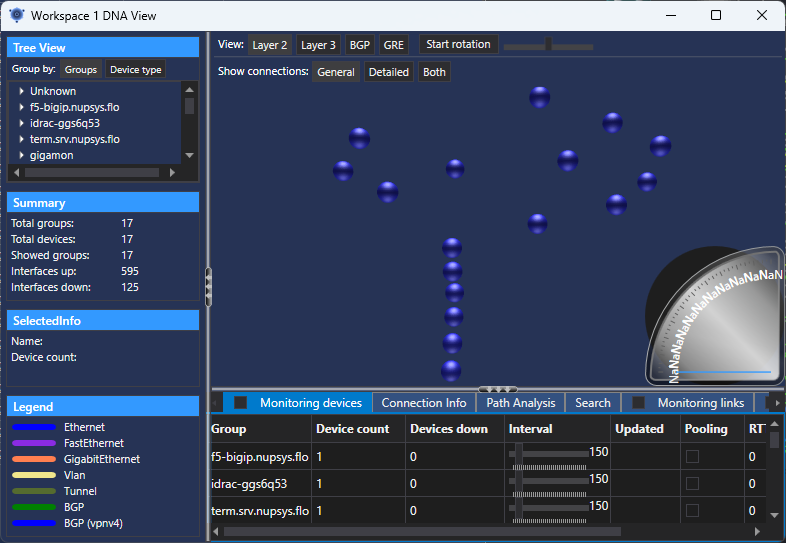 Workspace 1 DNA View
Tree View
Group by: Groups Device type
Unknown
f5-bigip.nupsys.flo
idrac-ggs6q53
term.srv.nupsys.flo
gigamon
Summary
Total groups: 17
Total devices: 17
Showed groups: 17
Interfaces up: 595
Interfaces down: 125
SelectedInfo
Name:
Device count:
Legend
Ethernet
FastEthernet
GigabitEthernet
Vlan
Tunnel
BGP
BGP (vpnv4)
View: Layer 2 Layer 3 BGP GRE Start rotation
Show connections: General Detailed Both
NaNaNaNaNaNaNaNaNaNaNaN
Monitoring devices Connection Info Path Analysis Search Monitoring links
Group Device count Devices down Interval Updated Pooling RT
f5-bigip.nupsys.flo 1 0 150 0
idrac-ggs6q53 1 0 150 0
term.srv.nupsys.flo 1 0 150 0